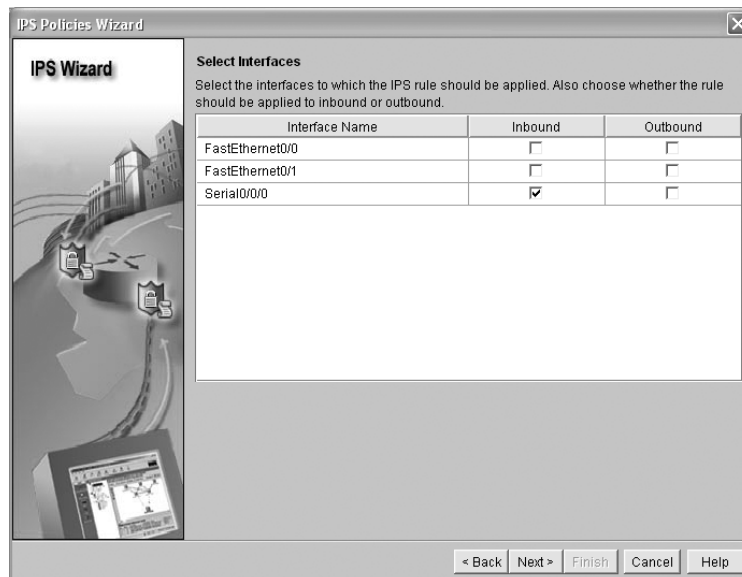 IPS Policies Wizard
IPS Wizard
Select Interfaces
Select the interfaces to which the IPS rule should be applied. Also choose whether the rule
should be applied to inbound or outbound.
Interface Name Inbound Outbound
FastEthernet0/0
FastEthernet0/1
Serial0/0/0
< Back Next > Finish Cancel Help